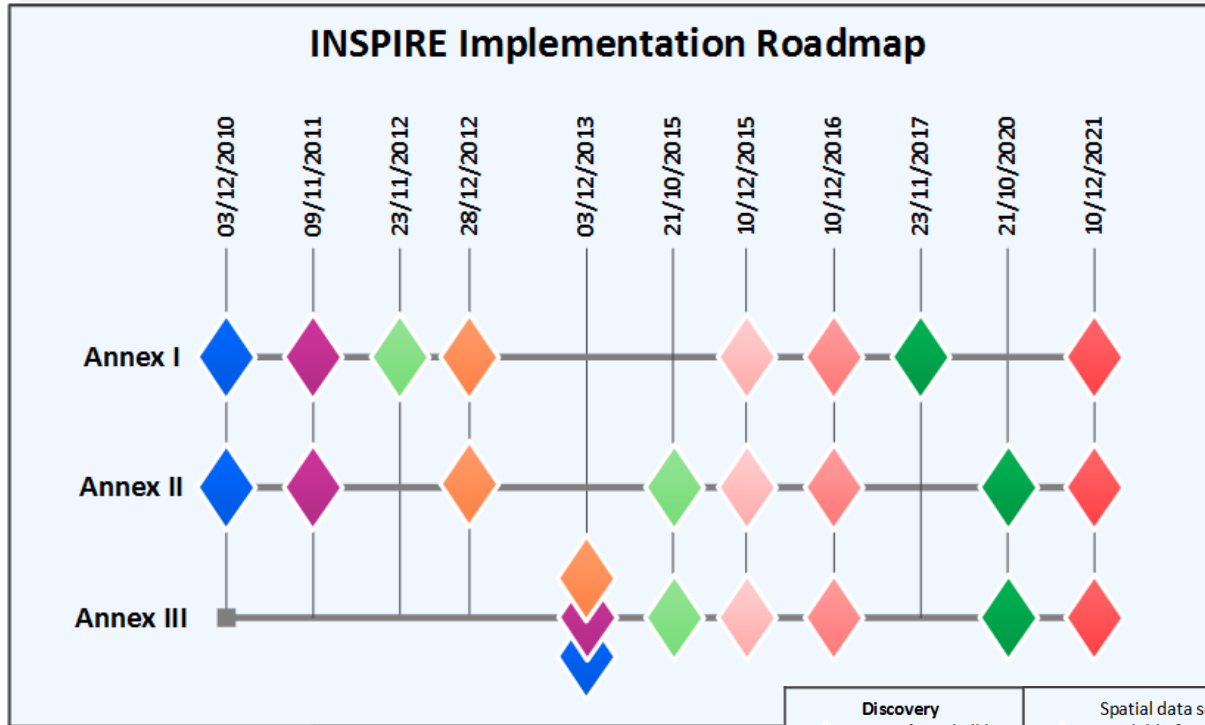 INSPIRE Implementation Roadmap
03/12/2010
09/11/2011
23/11/2012
28/12/2012
03/12/2013
21/10/2015
10/12/2015
10/12/2016
23/11/2017
21/10/2020
10/12/2021
Annex I
Annex II
Annex III
Discovery
Spatial data